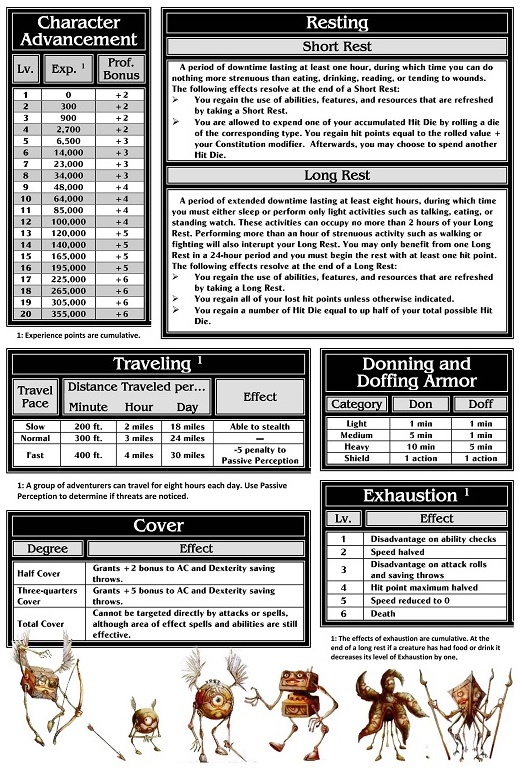 Character
Advancement
Lv. Exp. 1 Prof. Bonus
1 0 +2
2 300 +2
3 900 +2
4 2,700 +2
5 6,500 +3
6 14,000 +3
7 23,000 +3
8 34,000 +3
9 48,000 +4
10 64,000 +4
11 85,000 +4
12 100,000 +4
13 120,000 +5
14 140,000 +5
15 165,000 +5
16 195,000 +5
17 225,000 +6
18 265,000 +6
19 305,000 +6
20 355,000 +6
1: Experience points are cumulative.
Resting
Short Rest
A period of downtime lasting at least one hour, during which time you can do
nothing more strenuous than eating, drinking, reading, or tending to wounds.
The following effects resolve at the end of a Short Rest:
➢ You regain the use of abilities, features, and resources that are refreshed
by taking a Short Rest.
➢ You are allowed to expend one of your accumulated Hit Die by rolling a die
of the corresponding type. You regain hit points equal to the rolled value +
your Constitution modifier. Afterwards, you may choose to spend another
Hit Die.
Long Rest
A period of extended downtime lasting at least eight hours, during which time
you must either sleep or perform only light activities such as talking, eating, or
standing watch. These activities can occupy no more than 2 hours of your Long
Rest. Performing more than an hour of strenuous activity such as walking or
fighting will also interupt your Long Rest. You may only benefit from one Long
Rest in a 24-hour period and you must begin the rest with at least one hit point.
The following effects resolve at the end of a Long Rest:
➢ You regain the use of abilities, features, and resources that are refreshed
by taking a Long Rest.
➢ You regain all of your lost hit points unless otherwise indicated.
➢ You regain a number of Hit Die equal to up half of your total possible Hit
Die.
Traveling 1
Travel Pace Distance Traveled per... Effect
Minute Hour Day
Slow 200 ft. 2 miles 18 miles Able to stealth
Normal 300 ft. 3 miles 24 miles —
Fast 400 ft. 4 miles 30 miles -5 penalty to
Passive Perception
1: A group of adventurers can travel for eight hours each day. Use Passive
Perception to determine if threats are noticed.
Donning and
Doffing Armor
Category Don Doff
Light 1 min 1 min
Medium 5 min 1 min
Heavy 10 min 5 min
Shield 1 action 1 action
Cover
Degree Effect
Half Cover Grants +2 bonus to AC and Dexterity saving
throws.
Three-quarters Cover Grants +5 bonus to AC and Dexterity saving
throws.
Total Cover Cannot be targeted directly by attacks or spells,
although area of effect spells and abilities are still
effective.
Exhaustion 1
Lv. Effect
1 Disadvantage on ability checks
2 Speed halved
3 Disadvantage on attack rolls
and saving throws
4 Hit point maximum halved
5 Speed reduced to 0
6 Death
1: The effects of exhaustion are cumulative. At the
end of a long rest if a creature has had food or drink it
decreases its level of Exhaustion by one.